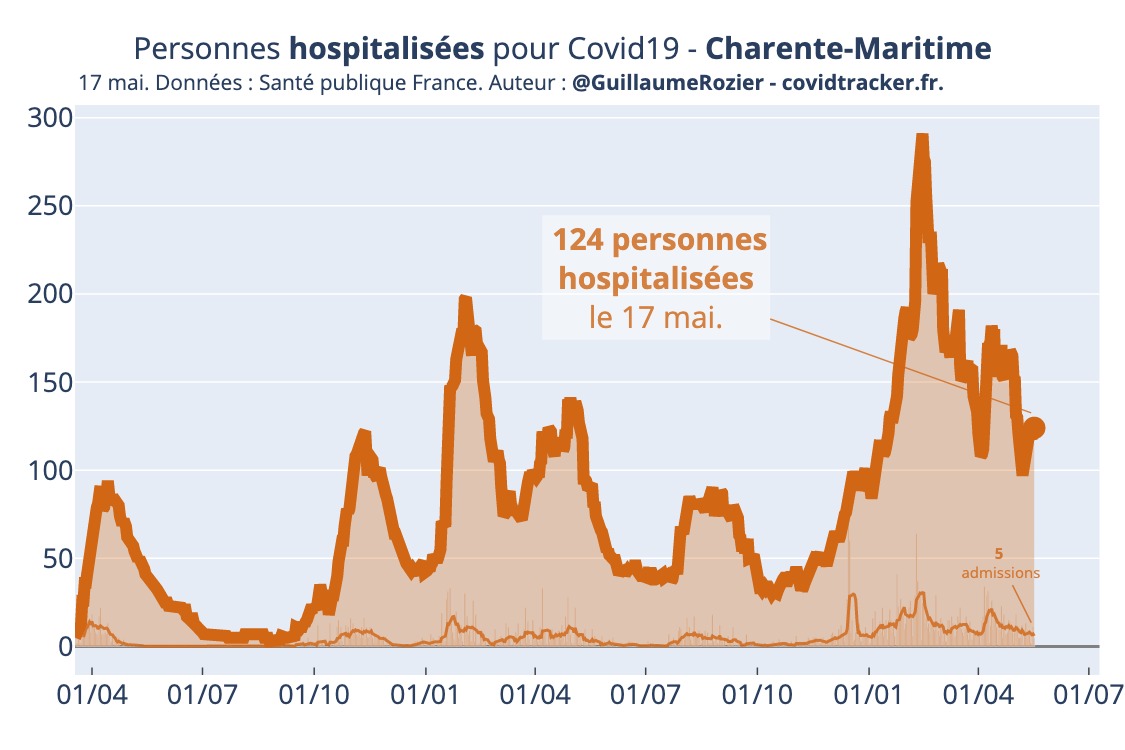 Personnes hospitalisées pour Covid19 - Charente-Maritime
17 mai. Données : Santé publique France. Auteur : @GuillaumeRozier - covidtracker.fr.
300
250
200
150
100
50
0
124 personnes
hospitalisées
le 17 mai.
5
admissions
01/04 01/07 01/10 01/01 01/04 01/07 01/10 01/01 01/04 01/07